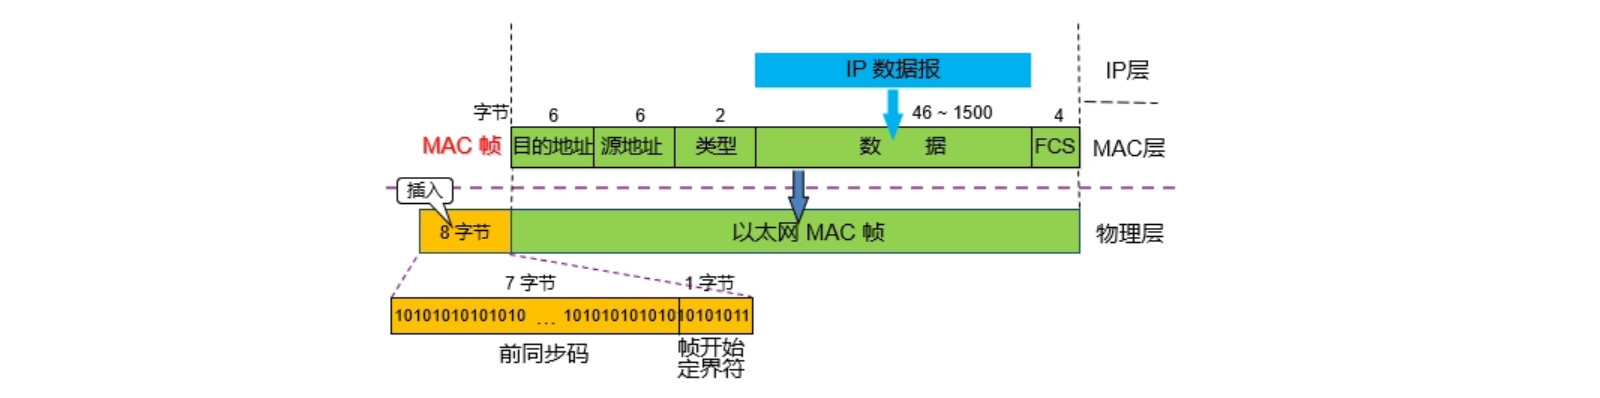 IP 数据报
IP层
字节
6
6
2
46 ~ 1500
4
MAC 帧
目的地址
源地址
类型
数 据
FCS
MAC层
插入
8 字节
以太网 MAC 帧
物理层
7 字节
1 字节
10101010101010 ... 1010101010101
0101011
前同步码
帧开始
定界符